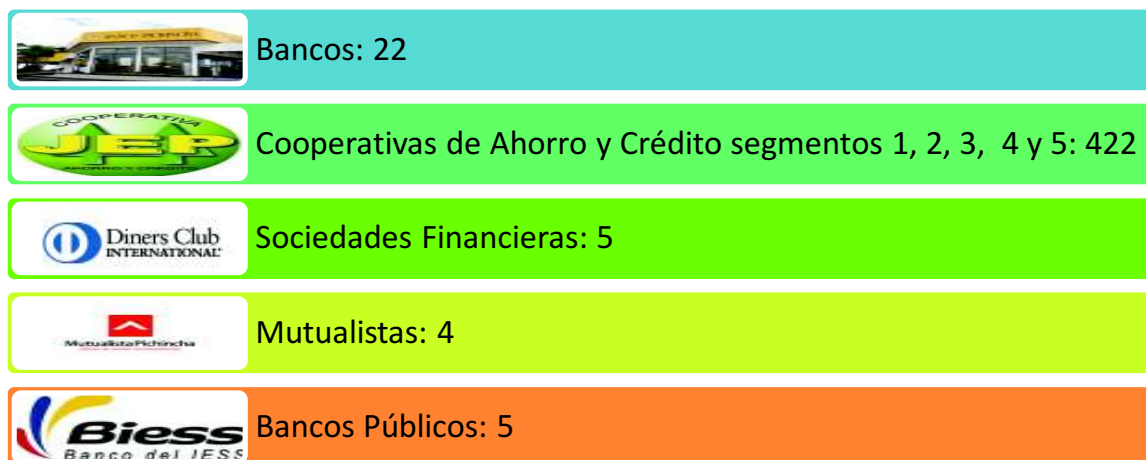 Bancos: 22
COOPERATIVA
JEP
AHORRO Y CREDITO
Cooperativas de Ahorro y Crédito segmentos 1, 2, 3, 4 y 5: 422
Diners Club
INTERNATIONAL
Sociedades Financieras: 5
MutualistaPichincha
Mutualistas: 4
Biess
Banco del IESS
Bancos Públicos: 5